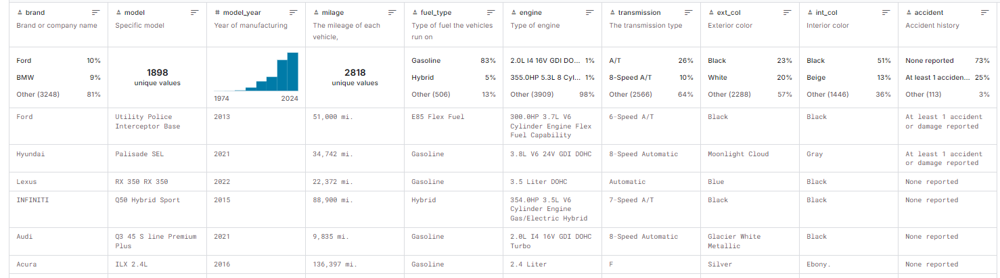 brand model model_year milage fuel_type engine transmission ext_col int_col accident
Brand or company name Specific model Year of manufacturing The mileage of each Type of fuel the vehicles Type of engine The transmission type Exterior color Interior color Accident history
vehicle, run on
Ford 10% Gasoline 83% 2.0L I4 16V GDI DO... 1% A/T 26% Black 23% Black 51% None reported 73%
1898 2818
BMW 9% unique values unique values Hybrid 5% 355.0HP 5.3L 8 Cyl... 1% 8-Speed A/T 10% White 20% Beige 13% At least 1 acciden... 25%
Other (3248) 81% 1974 2024 Other (506) 13% Other (3909) 98% Other (2566) 64% Other (2288) 57% Other (1446) 36% Other (113) 3%
Ford Utility Police 2013 51,000 mi. E85 Flex Fuel 300.0HP 3.7L V6 6-Speed A/T Black Black At least 1 accident
Interceptor Base Cylinder Engine Flex or damage reported
Fuel Capability
Hyundai Palisade SEL 2021 34,742 mi. Gasoline 3.8L V6 24V GDI DOHC 8-Speed Automatic Moonlight Cloud Gray At least 1 accident
or damage reported
Lexus RX 350 RX 350 2022 22,372 mi. Gasoline 3.5 Liter DOHC Automatic Blue Black None reported
INFINITI Q50 Hybrid Sport 2015 88,900 mi. Hybrid 354.0HP 3.5L V6 7-Speed A/T Black Black None reported
Cylinder Engine
Gas/Electric Hybrid
Audi Q3 45 S line Premium 2021 9,835 mi. Gasoline 2.0L I4 16V GDI DOHC 8-Speed Automatic Glacier White Black None reported
Plus Turbo Metallic
Acura ILX 2.4L 2016 136,397 mi. Gasoline 2.4 Liter F Silver Ebony. None reported